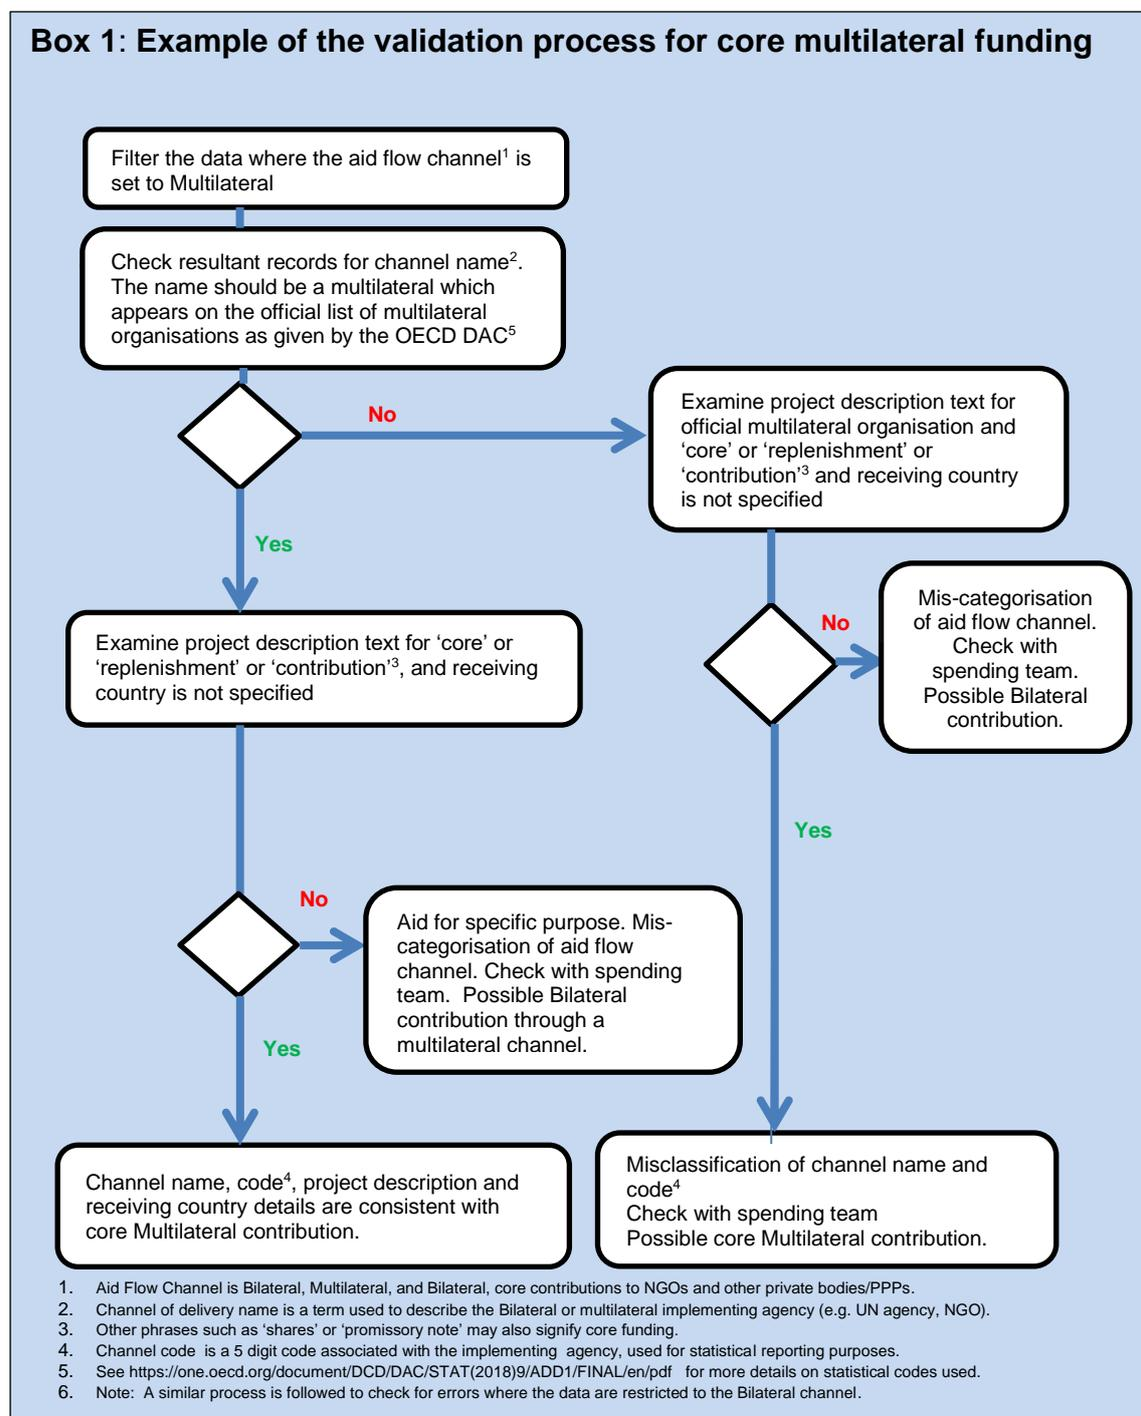 Box 1: Example of the validation process for core multilateral funding
Filter the data where the aid flow channel¹ is
set to Multilateral
Check resultant records for channel name².
The name should be a multilateral which
appears on the official list of multilateral
organisations as given by the OECD DAC⁵
No
Examine project description text for
official multilateral organisation and
‘core’ or ‘replenishment’ or
‘contribution’³ and receiving country
is not specified
Yes
Mis-categorisation
of aid flow channel.
Check with
spending team.
Possible Bilateral
contribution.
No
Examine project description text for ‘core’ or
‘replenishment’ or ‘contribution’³, and receiving
country is not specified
Yes
No
Aid for specific purpose. Mis-
categorisation of aid flow
channel. Check with spending
team.  Possible Bilateral
contribution through a
multilateral channel.
Yes
Channel name, code⁴, project description and
receiving country details are consistent with
core Multilateral contribution.
Misclassification of channel name and
code⁴
Check with spending team
Possible core Multilateral contribution.
1. Aid Flow Channel is Bilateral, Multilateral, and Bilateral, core contributions to NGOs and other private bodies/PPPs.
2. Channel of delivery name is a term used to describe the Bilateral or multilateral implementing agency (e.g. UN agency, NGO).
3. Other phrases such as ‘shares’ or ‘promissory note’ may also signify core funding.
4. Channel code is a 5 digit code associated with the implementing agency, used for statistical reporting purposes.
5. See https://one.oecd.org/document/DCD/DAC/STAT(2018)9/ADD1/FINAL/en/pdf for more details on statistical codes used.
6. Note: A similar process is followed to check for errors where the data are restricted to the Bilateral channel.